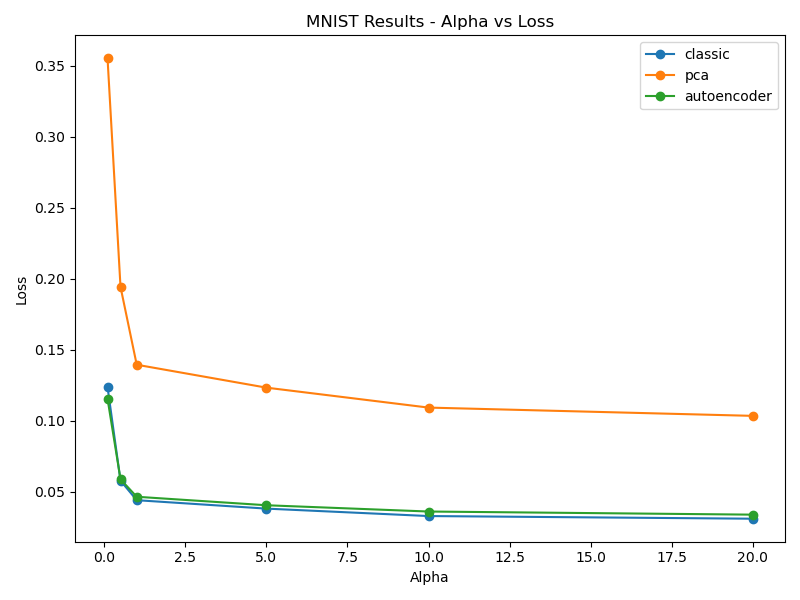 MNIST Results - Alpha vs Loss
classic
pca
autoencoder
0.35
0.30
0.25
0.20
0.15
0.10
0.05
Loss
0.0 2.5 5.0 7.5 10.0 12.5 15.0 17.5 20.0
Alpha